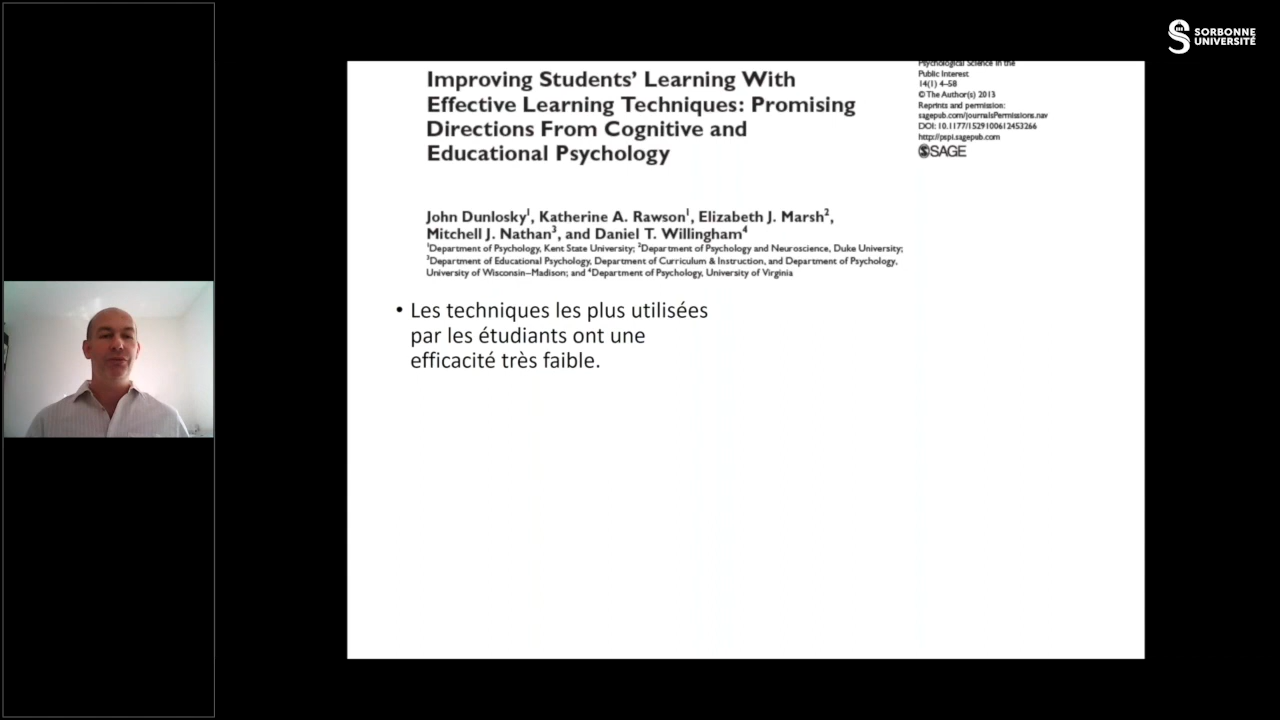 SORBONNE
UNIVERSITÉ
Improving Students’ Learning With
Effective Learning Techniques: Promising
Directions From Cognitive and
Educational Psychology
Psychological Science in the
Public Interest
14(1) 4–58
© The Author(s) 2013
Reprints and permission:
sagepub.com/journalsPermissions.nav
DOI: 10.1177/1529100612453266
http://pspi.sagepub.com
SAGE
John Dunlosky¹, Katherine A. Rawson¹, Elizabeth J. Marsh²,
Mitchell J. Nathan³, and Daniel T. Willingham⁴
¹Department of Psychology, Kent State University; ²Department of Psychology and Neuroscience, Duke University;
³Department of Educational Psychology, Department of Curriculum & Instruction, and Department of Psychology,
University of Wisconsin–Madison; and ⁴Department of Psychology, University of Virginia
• Les techniques les plus utilisées
par les étudiants ont une
efficacité très faible.